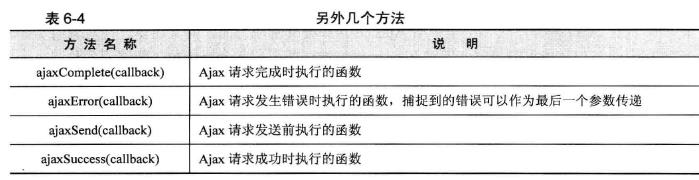 表 6-4 另外几个方法
方法名称 说 明
ajaxComplete(callback) Ajax 请求完成时执行的函数
ajaxError(callback) Ajax 请求发生错误时执行的函数，捕捉到的错误可以作为最后一个参数传递
ajaxSend(callback) Ajax 请求发送前执行的函数
ajaxSuccess(callback) Ajax 请求成功时执行的函数